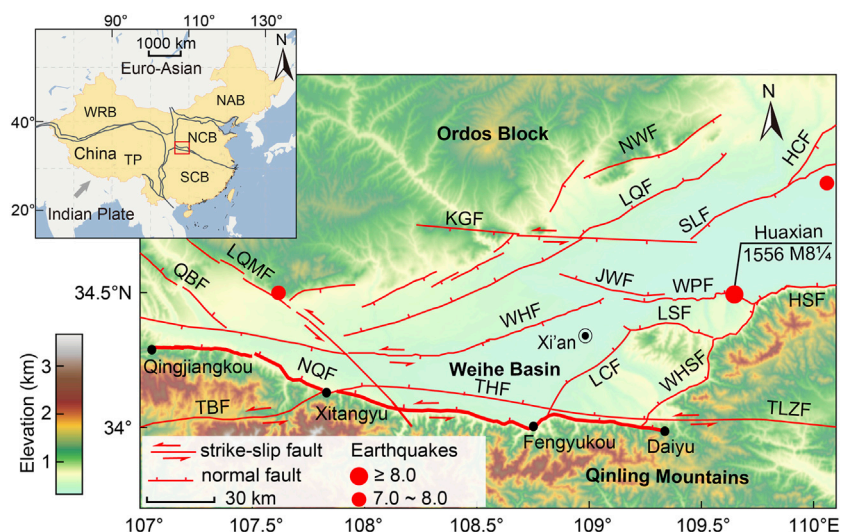 90° 110° 130°
1000 km
Euro-Asian
N
NAB
WRB
40°
NCB
China
TP
SCB
Indian Plate
20°
N
Ordos Block
NWF
HCF
LQF
SLF
KGF
Huaxian
1556 M8¼
LQMF
QBF
JWF
WPF
34.5°N
HSF
WHF
LSF
Xi'an
Qingjiangkou
NQF
Weihe Basin
LCF
WHSF
THF
TBF
Xitangyu
TLZF
34°
Fengyukou
Daiyu
Qinling Mountains
Elevation (km)
3
2
1
strike-slip fault
normal fault
30 km
Earthquakes
≥ 8.0
7.0 ~ 8.0
107° 107.5° 108° 108.5° 109° 109.5° 110°E